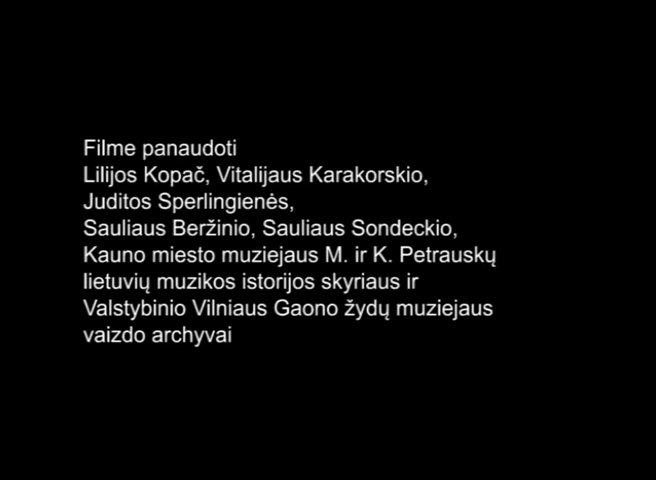 Filme panaudoti
Lilijos Kopač, Vitalijaus Karakorskio,
Juditos Sperlingienės,
Sauliaus Beržinio, Sauliaus Sondeckio,
Kauno miesto muziejaus M. ir K. Petrauskų
lietuvių muzikos istorijos skyriaus ir
Valstybinio Vilniaus Gaono žydų muziejaus
vaizdo archyvai